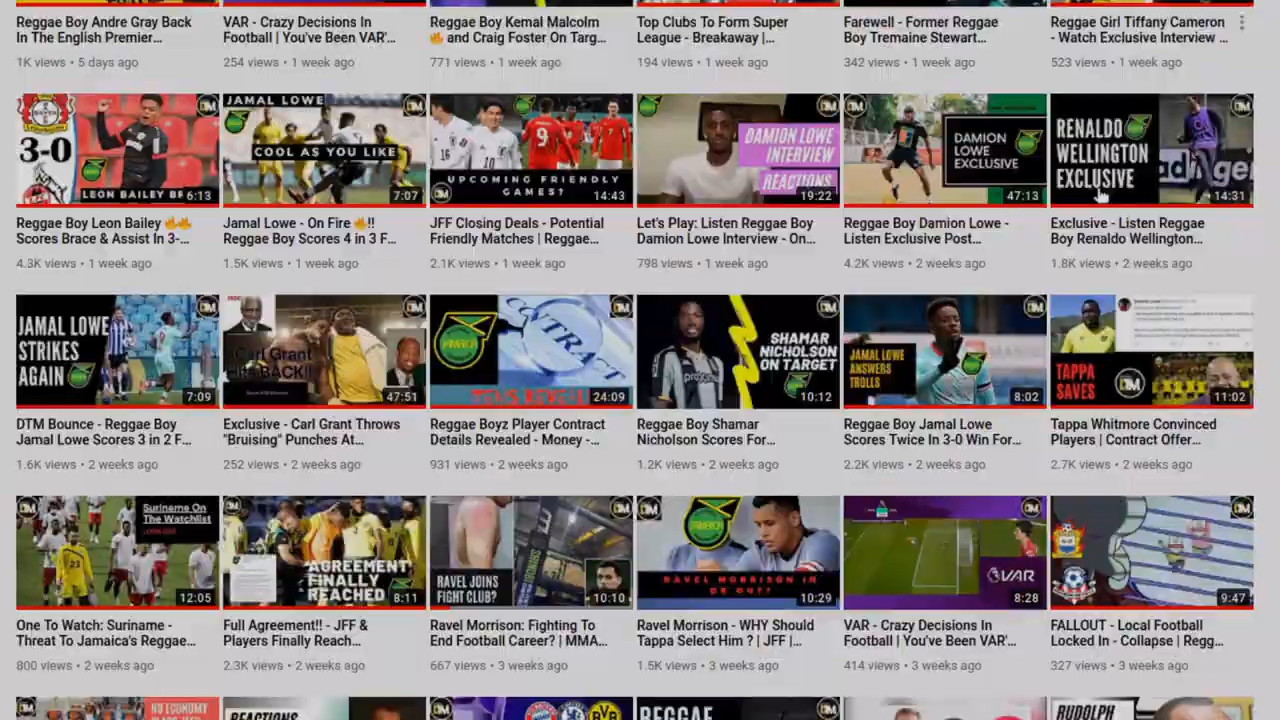 Reggae Boy Andre Gray Back
In The English Premier...
1K views • 5 days ago
VAR - Crazy Decisions In
Football | You've Been VAR'...
254 views • 1 week ago
Reggae Boy Kemal Malcolm
🔥 and Craig Foster On Targ...
771 views • 1 week ago
Top Clubs To Form Super
League - Breakaway |...
194 views • 1 week ago
Farewell - Former Reggae
Boy Tremaine Stewart...
342 views • 1 week ago
Reggae Girl Tiffany Cameron
- Watch Exclusive Interview ...
523 views • 1 week ago
3-0
LEON BAILEY BR
6:13
Reggae Boy Leon Bailey 🔥🔥
Scores Brace & Assist In 3-...
4.3K views • 1 week ago
JAMAL LOWE
COOL AS YOU LIKE
7:07
Jamal Lowe - On Fire 🔥!!
Reggae Boy Scores 4 in 3 F...
1.5K views • 1 week ago
16
10
9
UPCOMING FRIENDLY
GAMES?
14:43
JFF Closing Deals - Potential
Friendly Matches | Reggae...
2.1K views • 1 week ago
DAMION LOWE
INTERVIEW
REACTIONS
19:22
Let's Play: Listen Reggae Boy
Damion Lowe Interview - On...
798 views • 1 week ago
DAMION
LOWE
EXCLUSIVE
47:13
Reggae Boy Damion Lowe -
Listen Exclusive Post...
4.2K views • 2 weeks ago
RENALDO
WELLINGTON
EXCLUSIVE
14:31
Exclusive - Listen Reggae
Boy Renaldo Wellington...
1.8K views • 2 weeks ago
JAMAL LOWE
STRIKES
AGAIN
7:09
DTM Bounce - Reggae Boy
Jamal Lowe Scores 3 in 2 F...
1.6K views • 2 weeks ago
Carl Grant
47:51
Exclusive - Carl Grant Throws
"Bruising" Punches At...
252 views • 2 weeks ago
24:09
Reggae Boyz Player Contract
Details Revealed - Money -...
931 views • 2 weeks ago
SHAMAR
NICHOLSON
ON TARGET
10:12
Reggae Boy Shamar
Nicholson Scores For...
1.2K views • 2 weeks ago
JAMAL LOWE
ANSWERS
TROLLS
8:02
Reggae Boy Jamal Lowe
Scores Twice In 3-0 Win For...
2.2K views • 2 weeks ago
TAPPA
SAVES
11:02
Tappa Whitmore Convinced
Players | Contract Offer...
2.7K views • 2 weeks ago
Suriname On
The Watchlist
23
12:05
One To Watch: Suriname -
Threat To Jamaica's Reggae...
800 views • 2 weeks ago
AGREEMENT
FINALLY
REACHED
8:11
Full Agreement!! - JFF &
Players Finally Reach...
2.3K views • 2 weeks ago
RAVEL JOINS
FIGHT CLUB?
10:10
Ravel Morrison: Fighting To
End Football Career? | MMA...
667 views • 3 weeks ago
RAVEL MORRISON IN
OR OUT?
10:29
Ravel Morrison - WHY Should
Tappa Select Him ? | JFF |...
1.5K views • 3 weeks ago
VAR
8:28
VAR - Crazy Decisions In
Football | You've Been VAR'...
414 views • 3 weeks ago
9:47
FALLOUT - Local Football
Locked In - Collapse | Regg...
327 views • 3 weeks ago
NO ECONOMY
REACTIONS
REGGAE
RUDOLPH